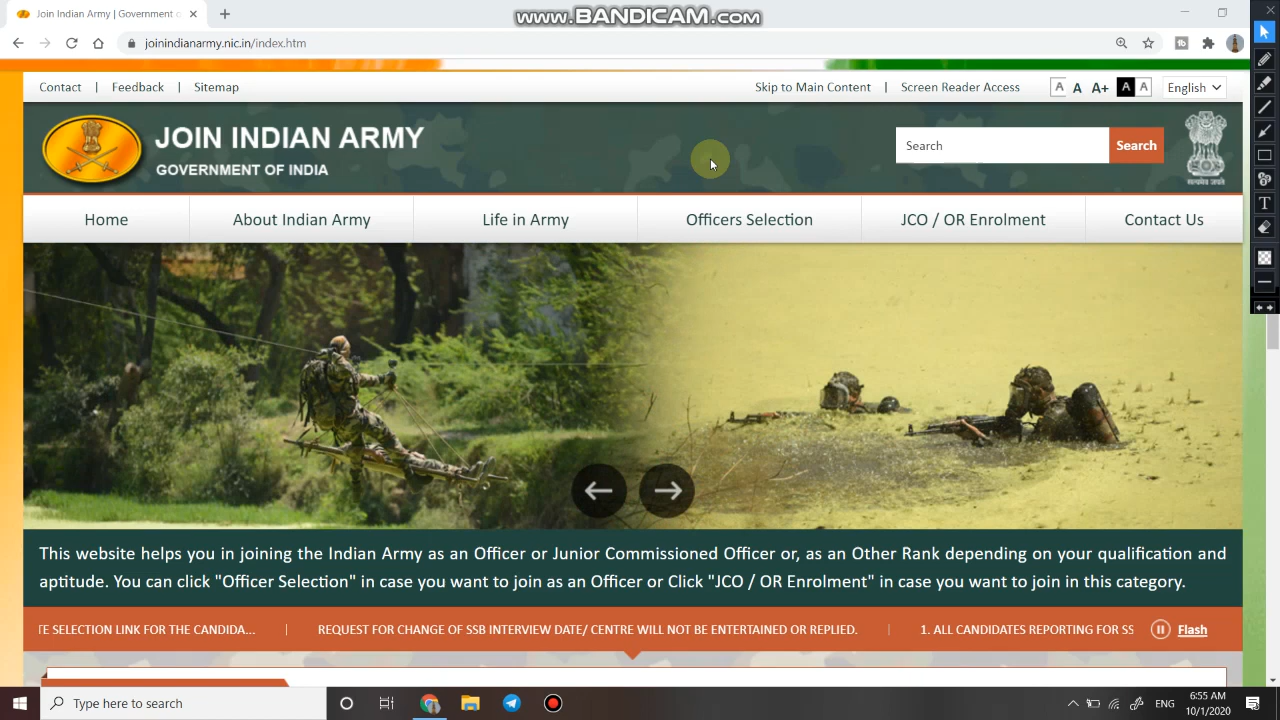 www.BANDICAM.com
Join Indian Army | Government o
joinindianarmy.nic.in/index.htm
Contact | Feedback | Sitemap
Skip to Main Content | Screen Reader Access
A A A+ A A English
JOIN INDIAN ARMY
GOVERNMENT OF INDIA
Search Search
सत्यमेव जयते
Home About Indian Army Life in Army Officers Selection JCO / OR Enrolment Contact Us
This website helps you in joining the Indian Army as an Officer or Junior Commissioned Officer or, as an Other Rank depending on your qualification and
aptitude. You can click "Officer Selection" in case you want to join as an Officer or Click "JCO / OR Enrolment" in case you want to join in this category.
TE SELECTION LINK FOR THE CANDIDA... | REQUEST FOR CHANGE OF SSB INTERVIEW DATE/ CENTRE WILL NOT BE ENTERTAINED OR REPLIED. | 1. ALL CANDIDATES REPORTING FOR SS Flash
Type here to search
ENG
6:55 AM
10/1/2020